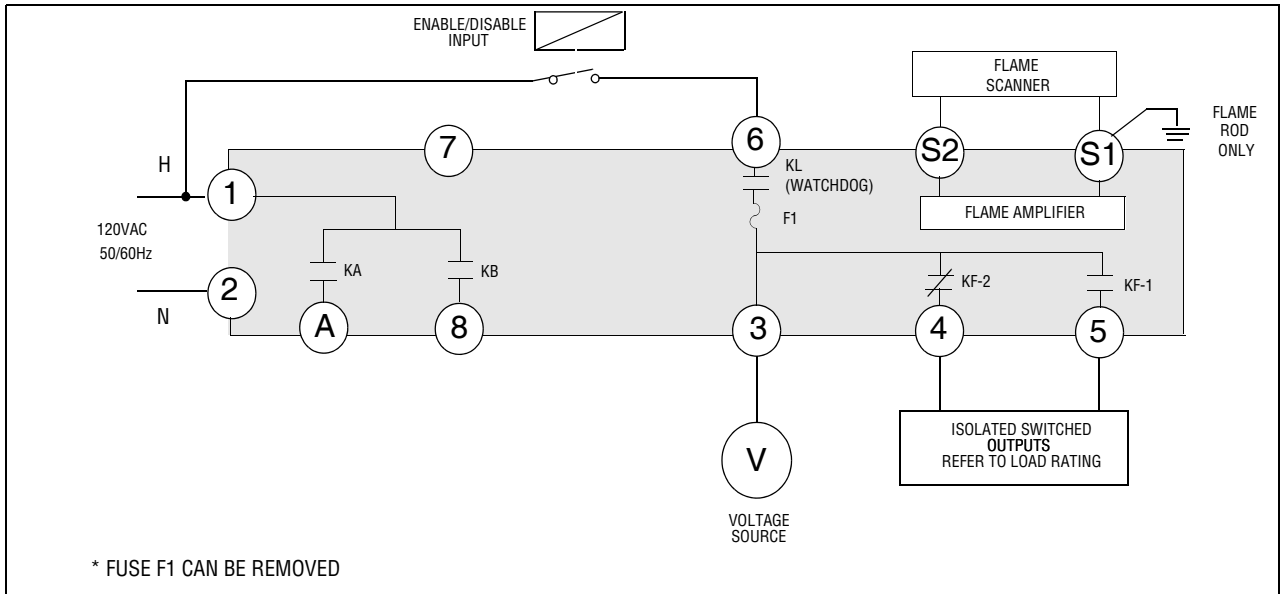 ENABLE/DISABLE
INPUT
FLAME
SCANNER
FLAME
ROD
ONLY
H
7
6
S2
S1
KL
(WATCHDOG)
1
F1
FLAME AMPLIFIER
120VAC
50/60Hz
KA
KB
KF-2
KF-1
2
N
A
8
3
4
5
ISOLATED SWITCHED
OUTPUTS
REFER TO LOAD RATING
V
VOLTAGE
SOURCE
* FUSE F1 CAN BE REMOVED